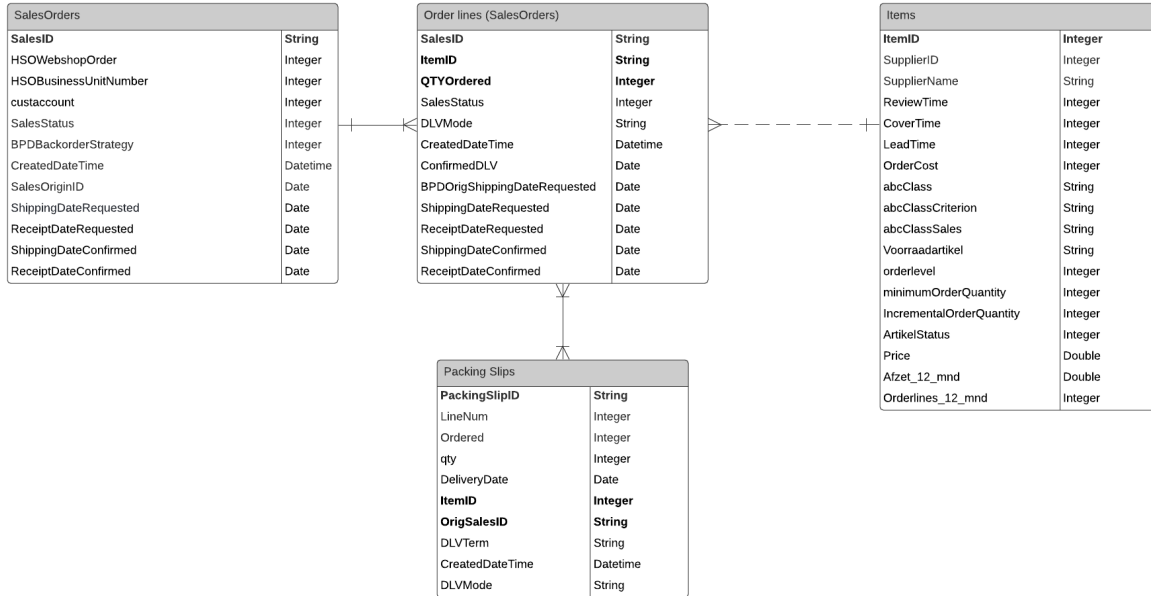 SalesOrders
SalesID String
HSOWebshopOrder Integer
HSOBusinessUnitNumber Integer
custaccount Integer
SalesStatus Integer
BPDBackorderStrategy Integer
CreatedDateTime Datetime
SalesOriginID Date
ShippingDateRequested Date
ReceiptDateRequested Date
ShippingDateConfirmed Date
ReceiptDateConfirmed Date
Order lines (SalesOrders)
SalesID String
ItemID String
QTYOrdered Integer
SalesStatus Integer
DLVMode String
CreatedDateTime Datetime
ConfirmedDLV Date
BPDOrigShippingDateRequested Date
ShippingDateRequested Date
ReceiptDateRequested Date
ShippingDateConfirmed Date
ReceiptDateConfirmed Date
Items
ItemID Integer
SupplierID Integer
SupplierName String
ReviewTime Integer
CoverTime Integer
LeadTime Integer
OrderCost Integer
abcClass String
abcClassCriterion String
abcClassSales String
Voorraadartikel String
orderlevel Integer
minimumOrderQuantity Integer
IncrementalOrderQuantity Integer
ArtikelStatus Integer
Price Double
Afzet_12_mnd Double
Orderlines_12_mnd Integer
Packing Slips
PackingSlipID String
LineNum Integer
Ordered Integer
qty Integer
DeliveryDate Date
ItemID Integer
OrigSalesID String
DLVTerm String
CreatedDateTime Datetime
DLVMode String